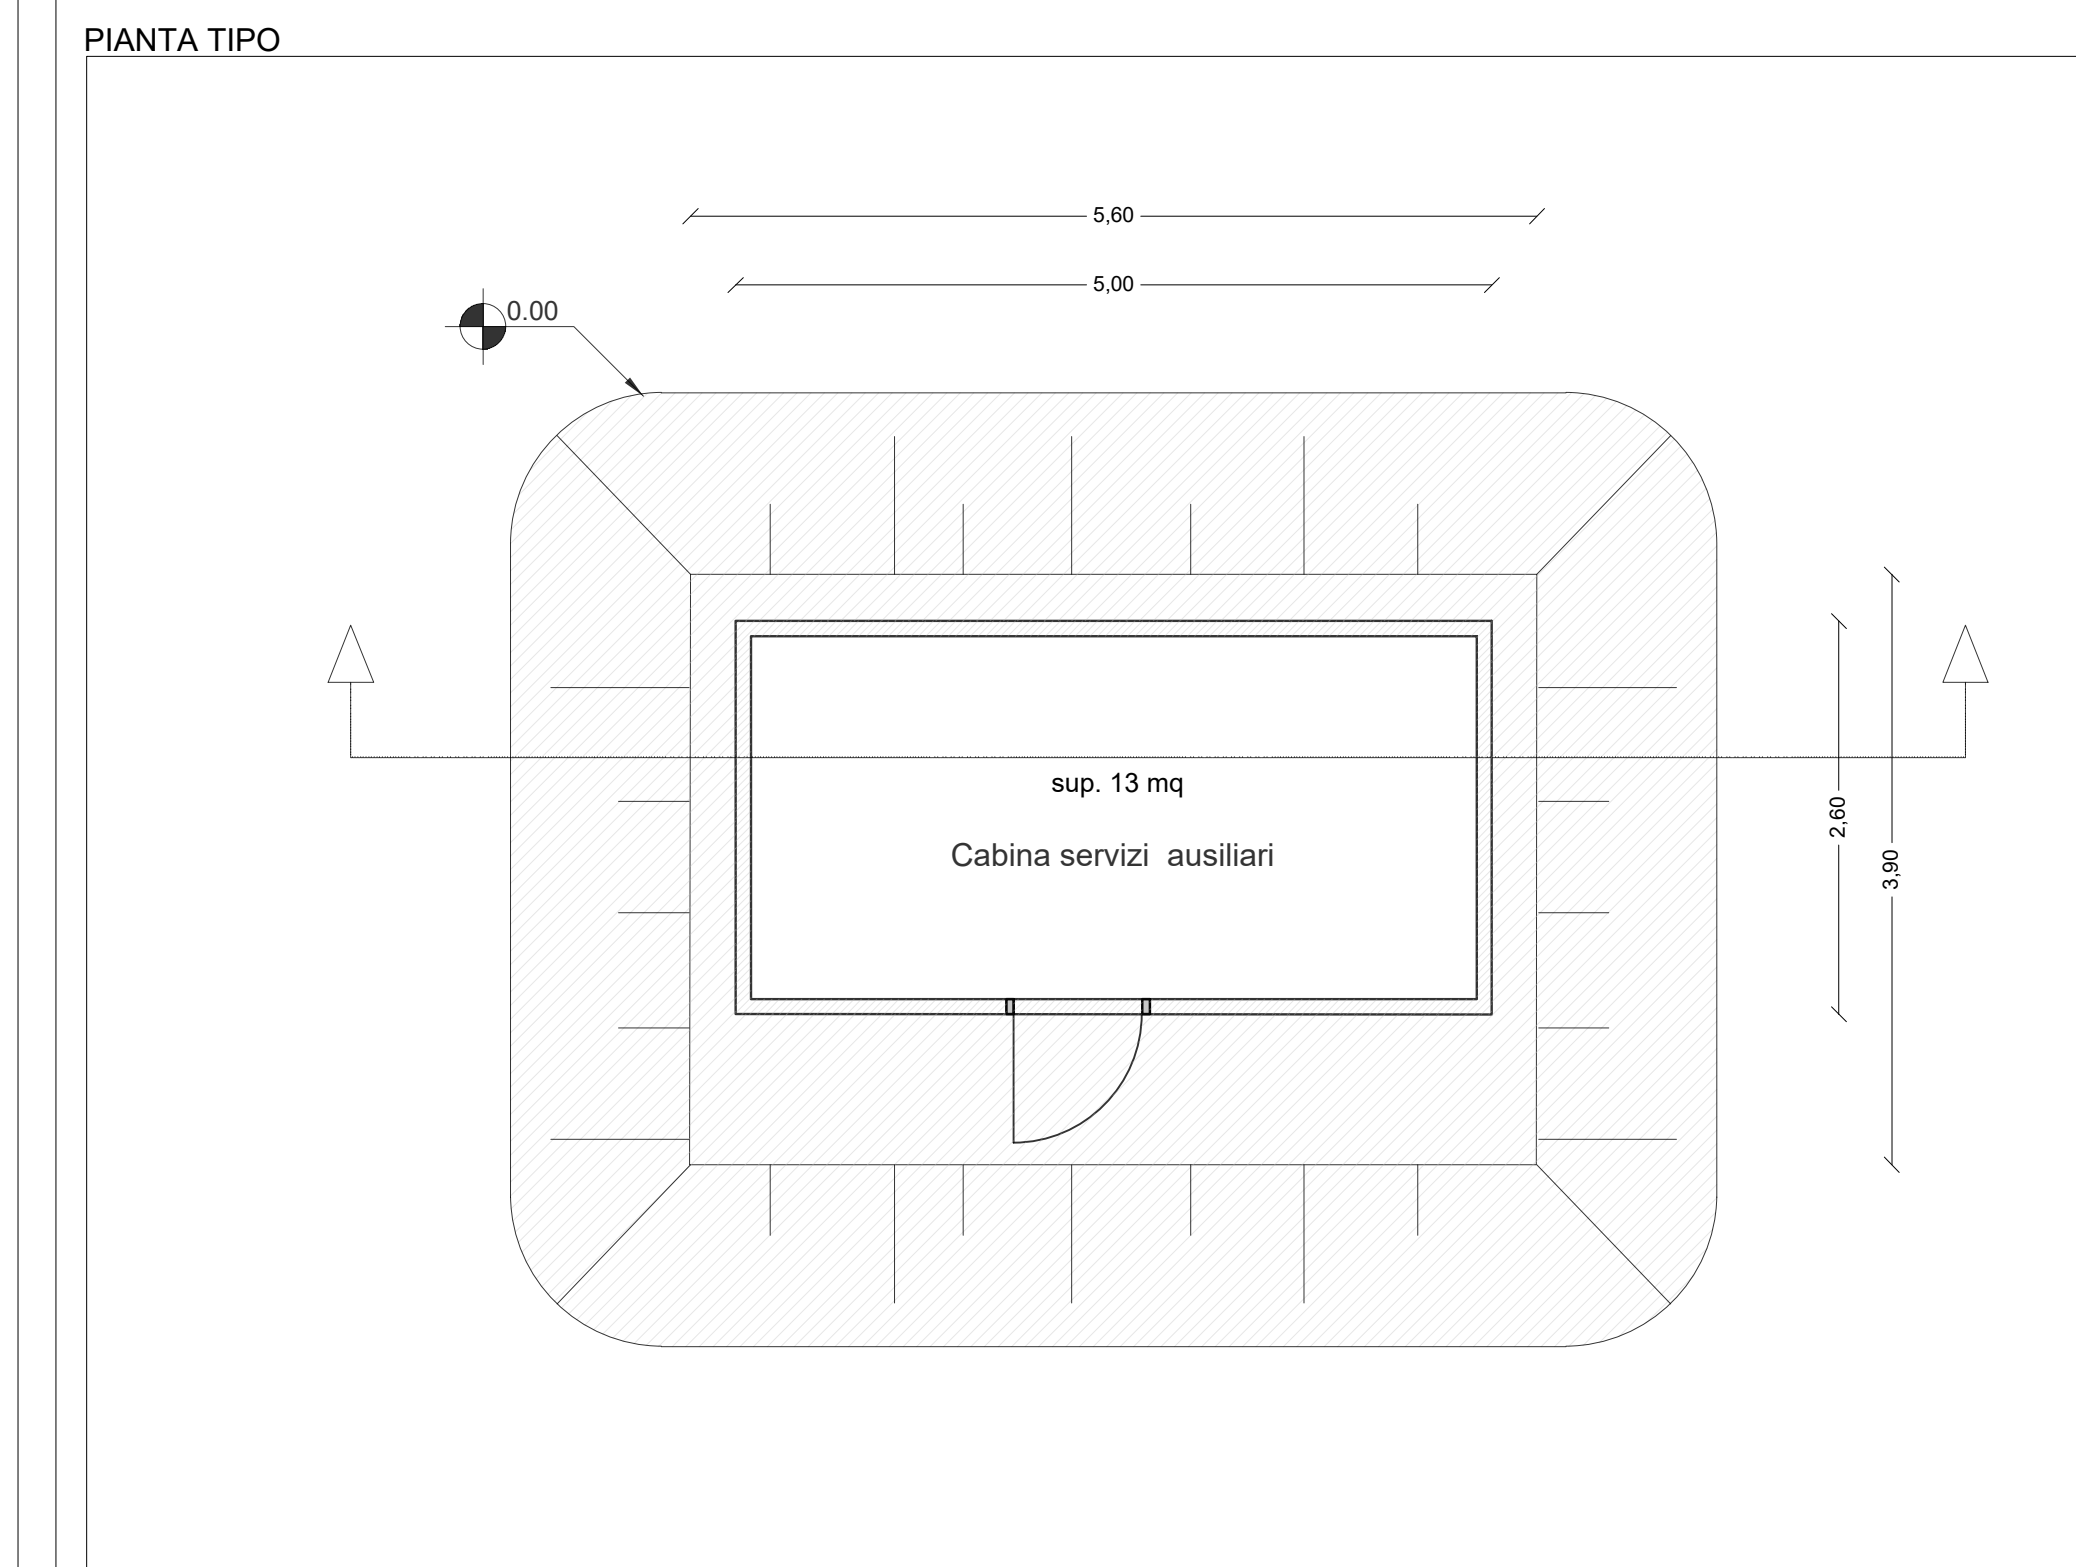 PIANTA TIPO
5,60
5,00
0.00
sup. 13 mq
2,60
Cabina servizi  ausiliari
3,90